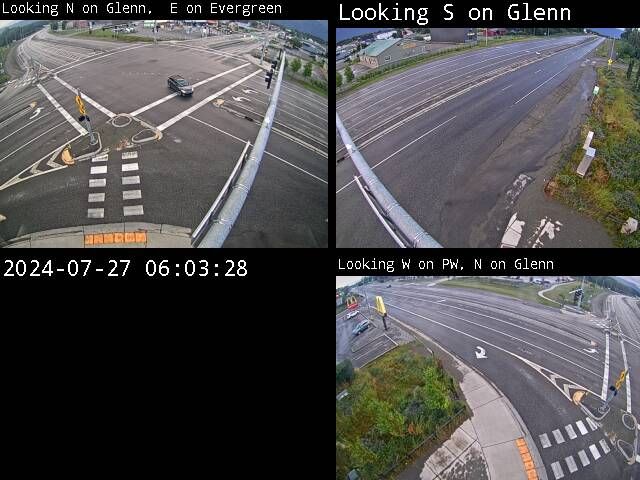 Looking N on Glenn,  E on Evergreen
Looking S on Glenn
2024-07-27 06:03:28
Looking W on PW, N on Glenn